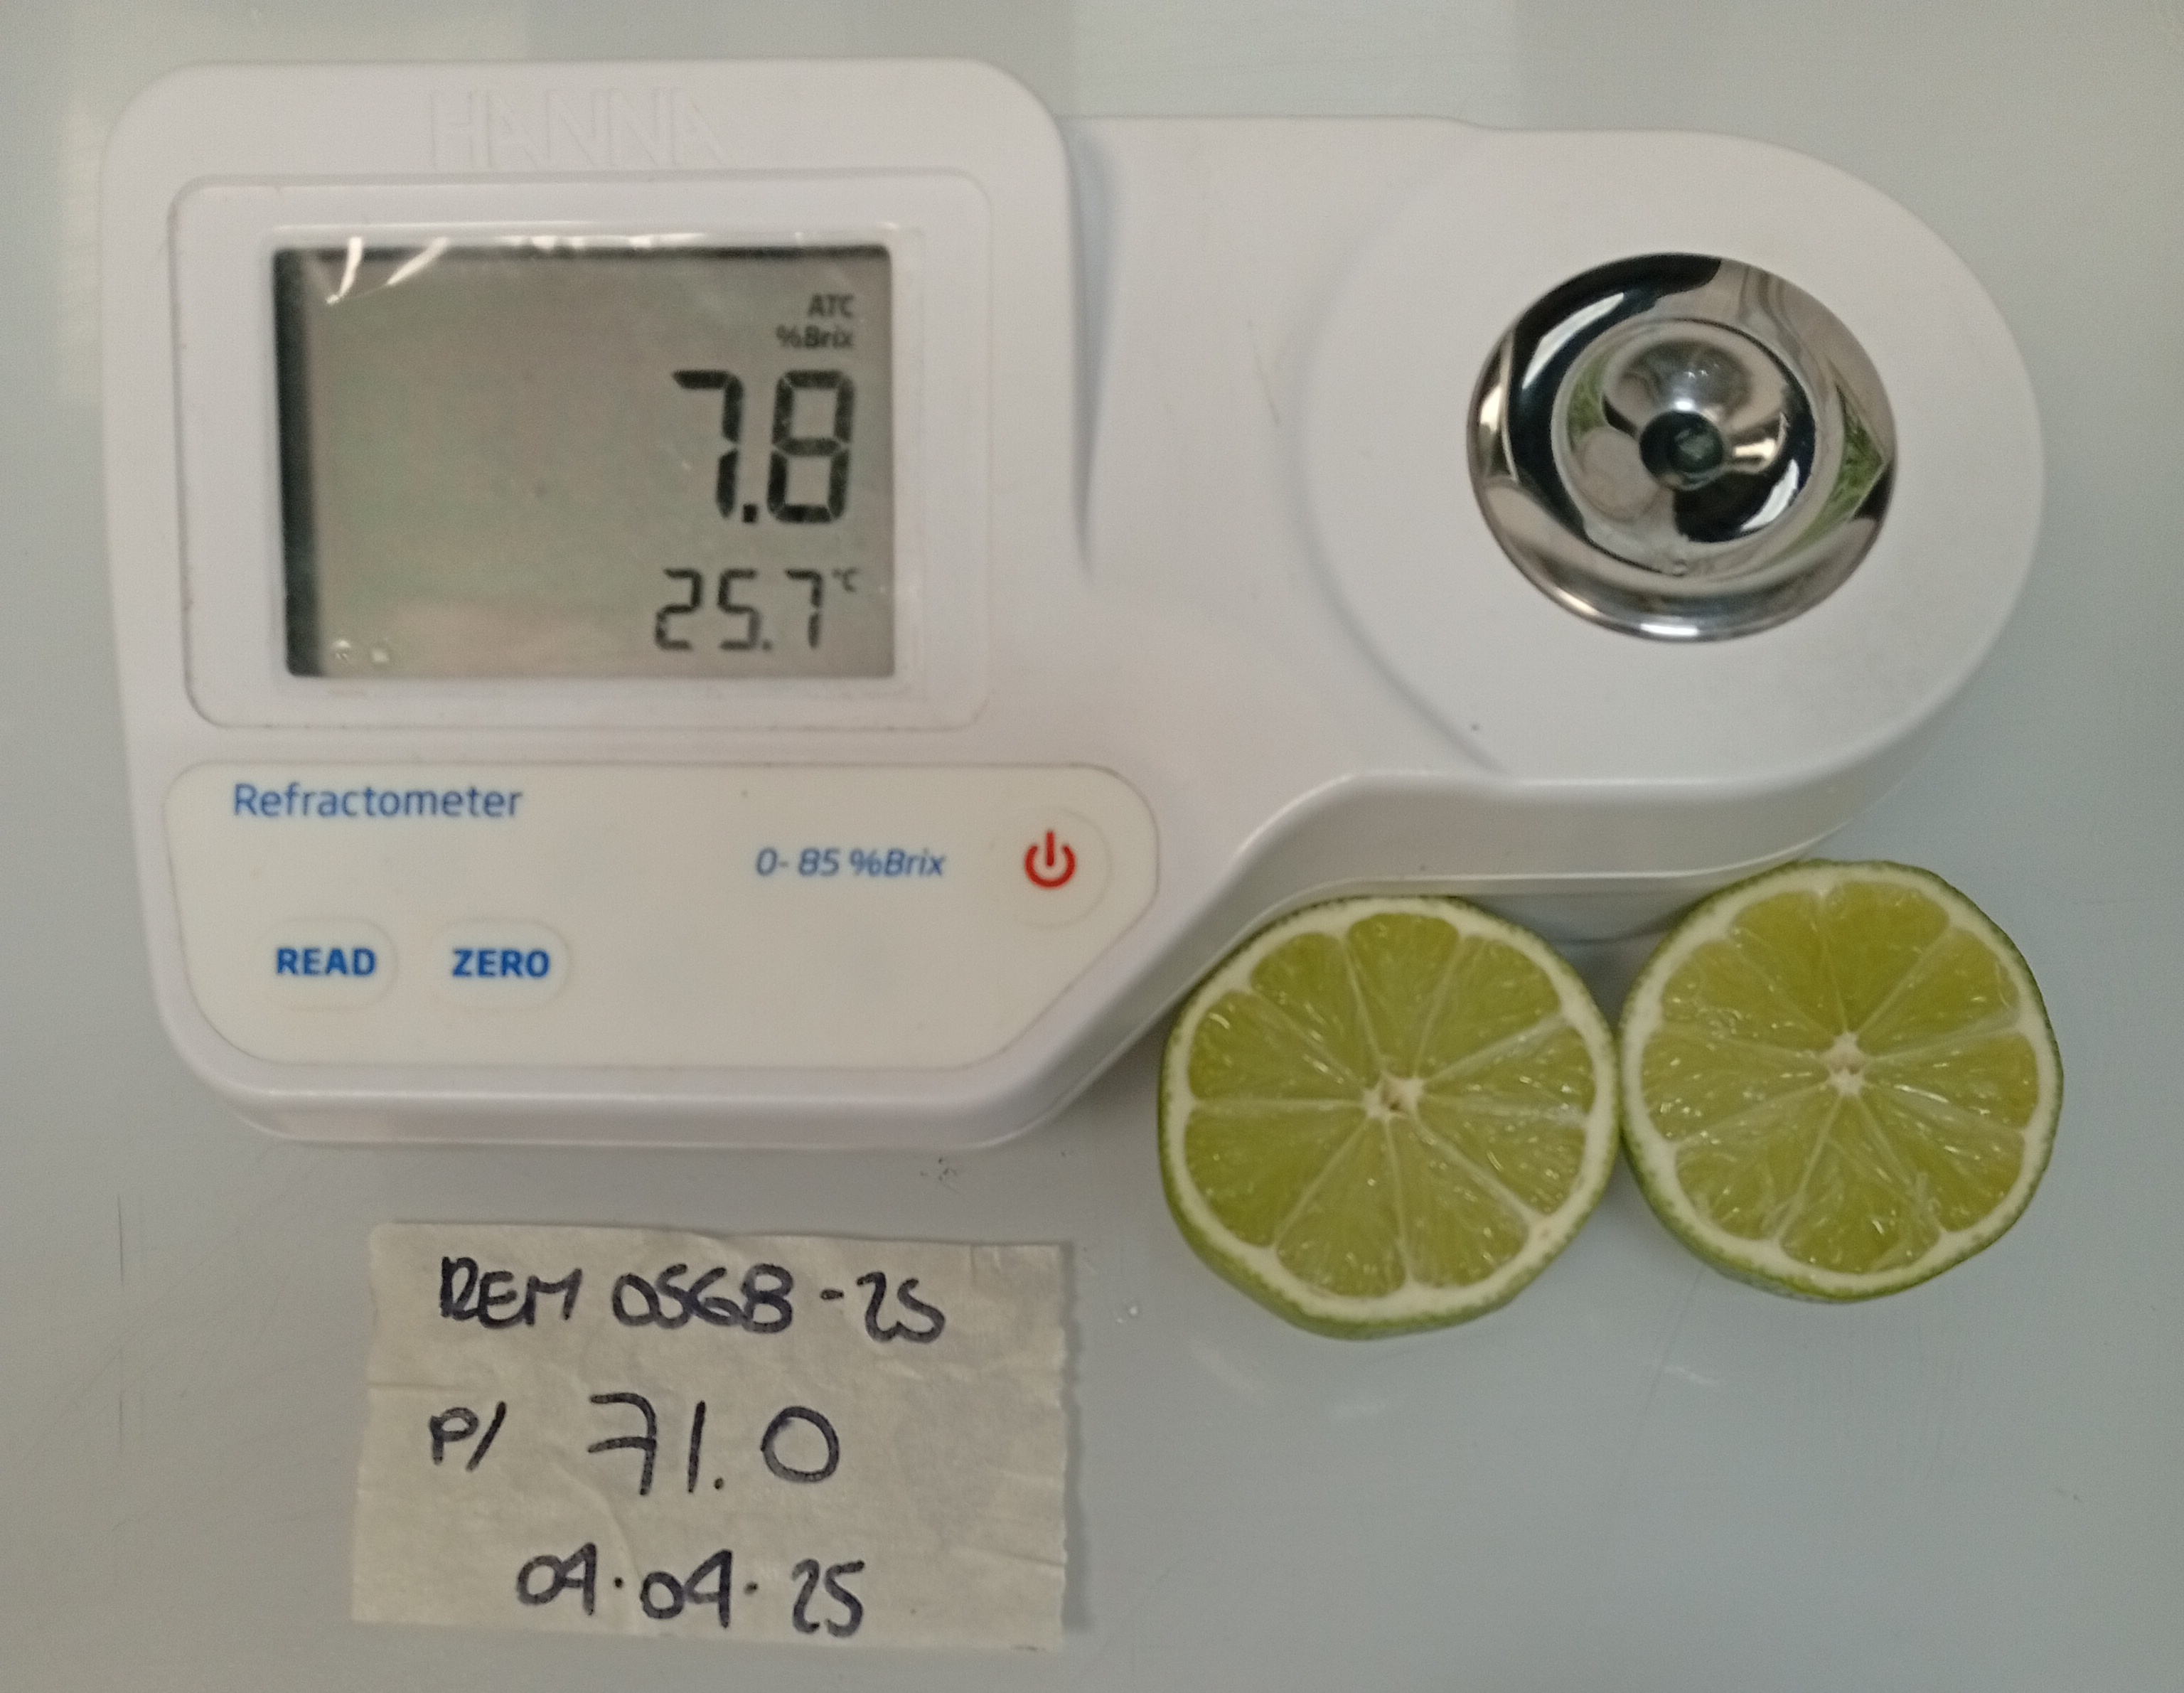 HANNA
ATC
%Brix
7.8
25.7 °C
Refractometer
0-85 %Brix
READ ZERO
REM 0568-25
P/ 71.0
04.04.25